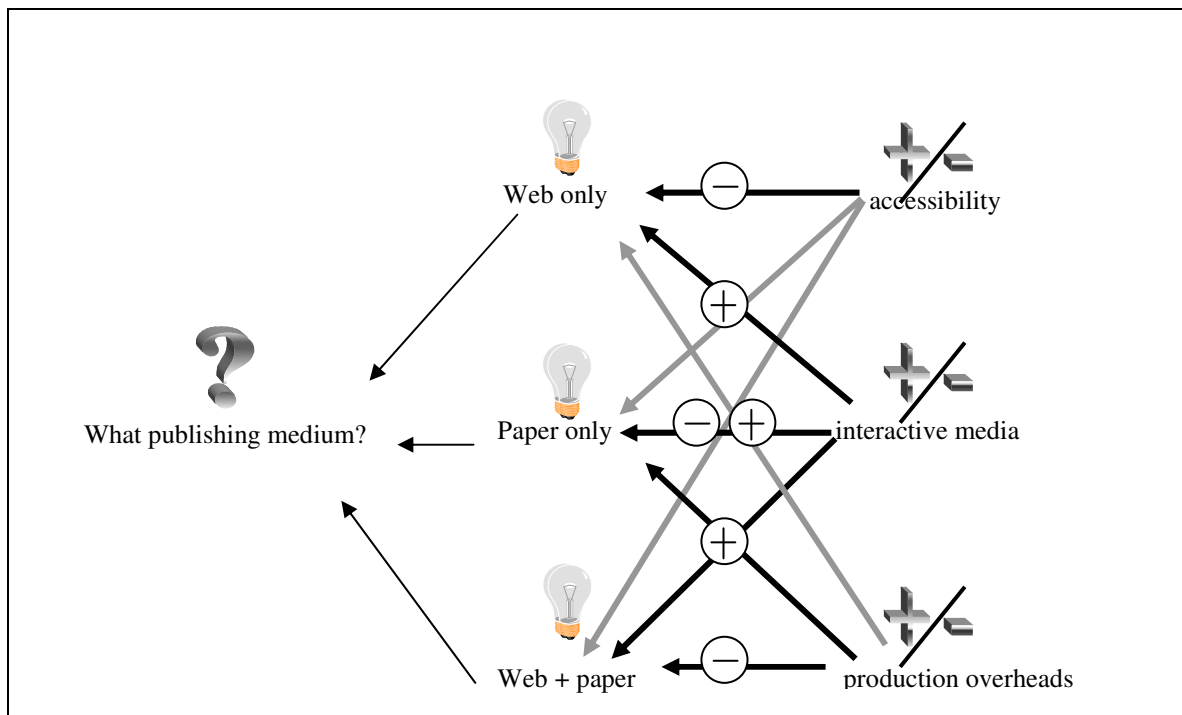 Web only
accessibility
What publishing medium?
Paper only
interactive media
Web + paper
production overheads